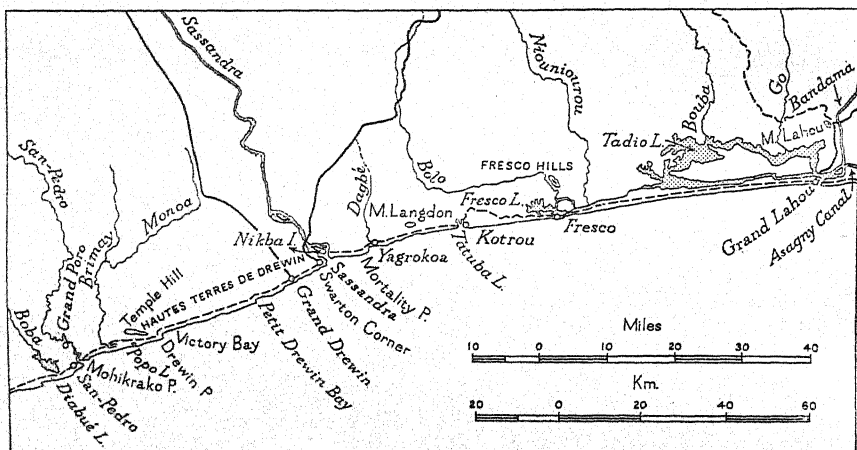 Sassandra
Niouniourou
Bouba
Go
Bandama
Tadio L.
M. Lahou
San-Pedro
Monoa
Brimay
Grand Poro
Boba
Dagbé
Bolo
FRESCO HILLS
Fresco L.
M. Langdon
Nikba I.
Yagrokoa
Tatuba L.
Kotrou
Fresco
Grand Lahou
Asagny Canal
Temple Hill
HAUTES TERRES DE DREWIN
Mortality P.
Sassandra
Swarton Corner
Grand Drewin
Petit Drewin Bay
Victory Bay
Drewin P
Popo L.
Mohikrako P.
San-Pedro
Diabué L.
Miles
10 0 10 20 30 40
Km.
20 0 20 40 60